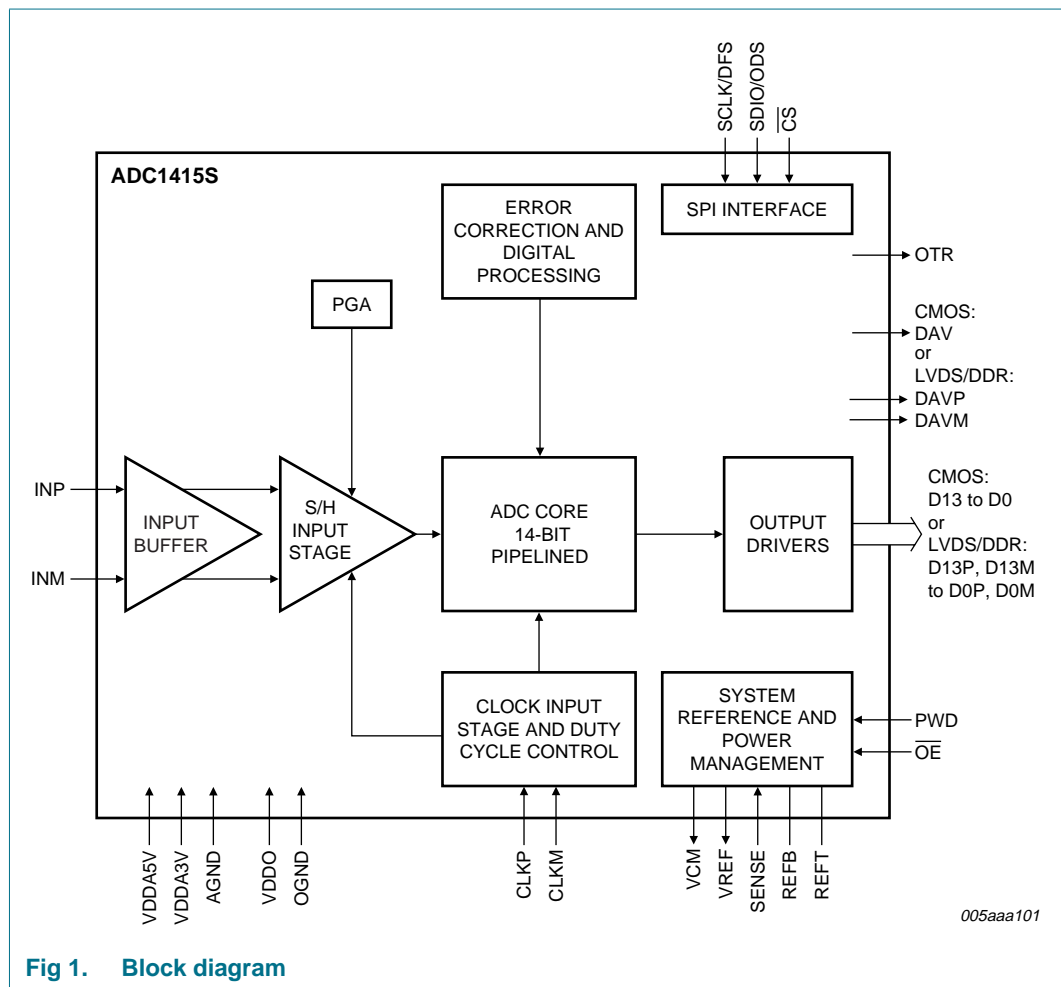 SCLK/DFS
SDIO/ODS
CS
ADC1415S
ERROR
CORRECTION AND
DIGITAL
PROCESSING
SPI INTERFACE
OTR
PGA
CMOS:
DAV
or
LVDS/DDR:
DAVP
DAVM
INP
INM
INPUT
BUFFER
S/H
INPUT
STAGE
ADC CORE
14-BIT
PIPELINED
OUTPUT
DRIVERS
CMOS:
D13 to D0
or
LVDS/DDR:
D13P, D13M
to D0P, D0M
CLOCK INPUT
STAGE AND DUTY
CYCLE CONTROL
SYSTEM
REFERENCE AND
POWER
MANAGEMENT
PWD
OE
VDDA5V
VDDA3V
AGND
VDDO
OGND
CLKP
CLKM
VCM
VREF
SENSE
REFB
REFT
005aaa101
Fig 1. Block diagram